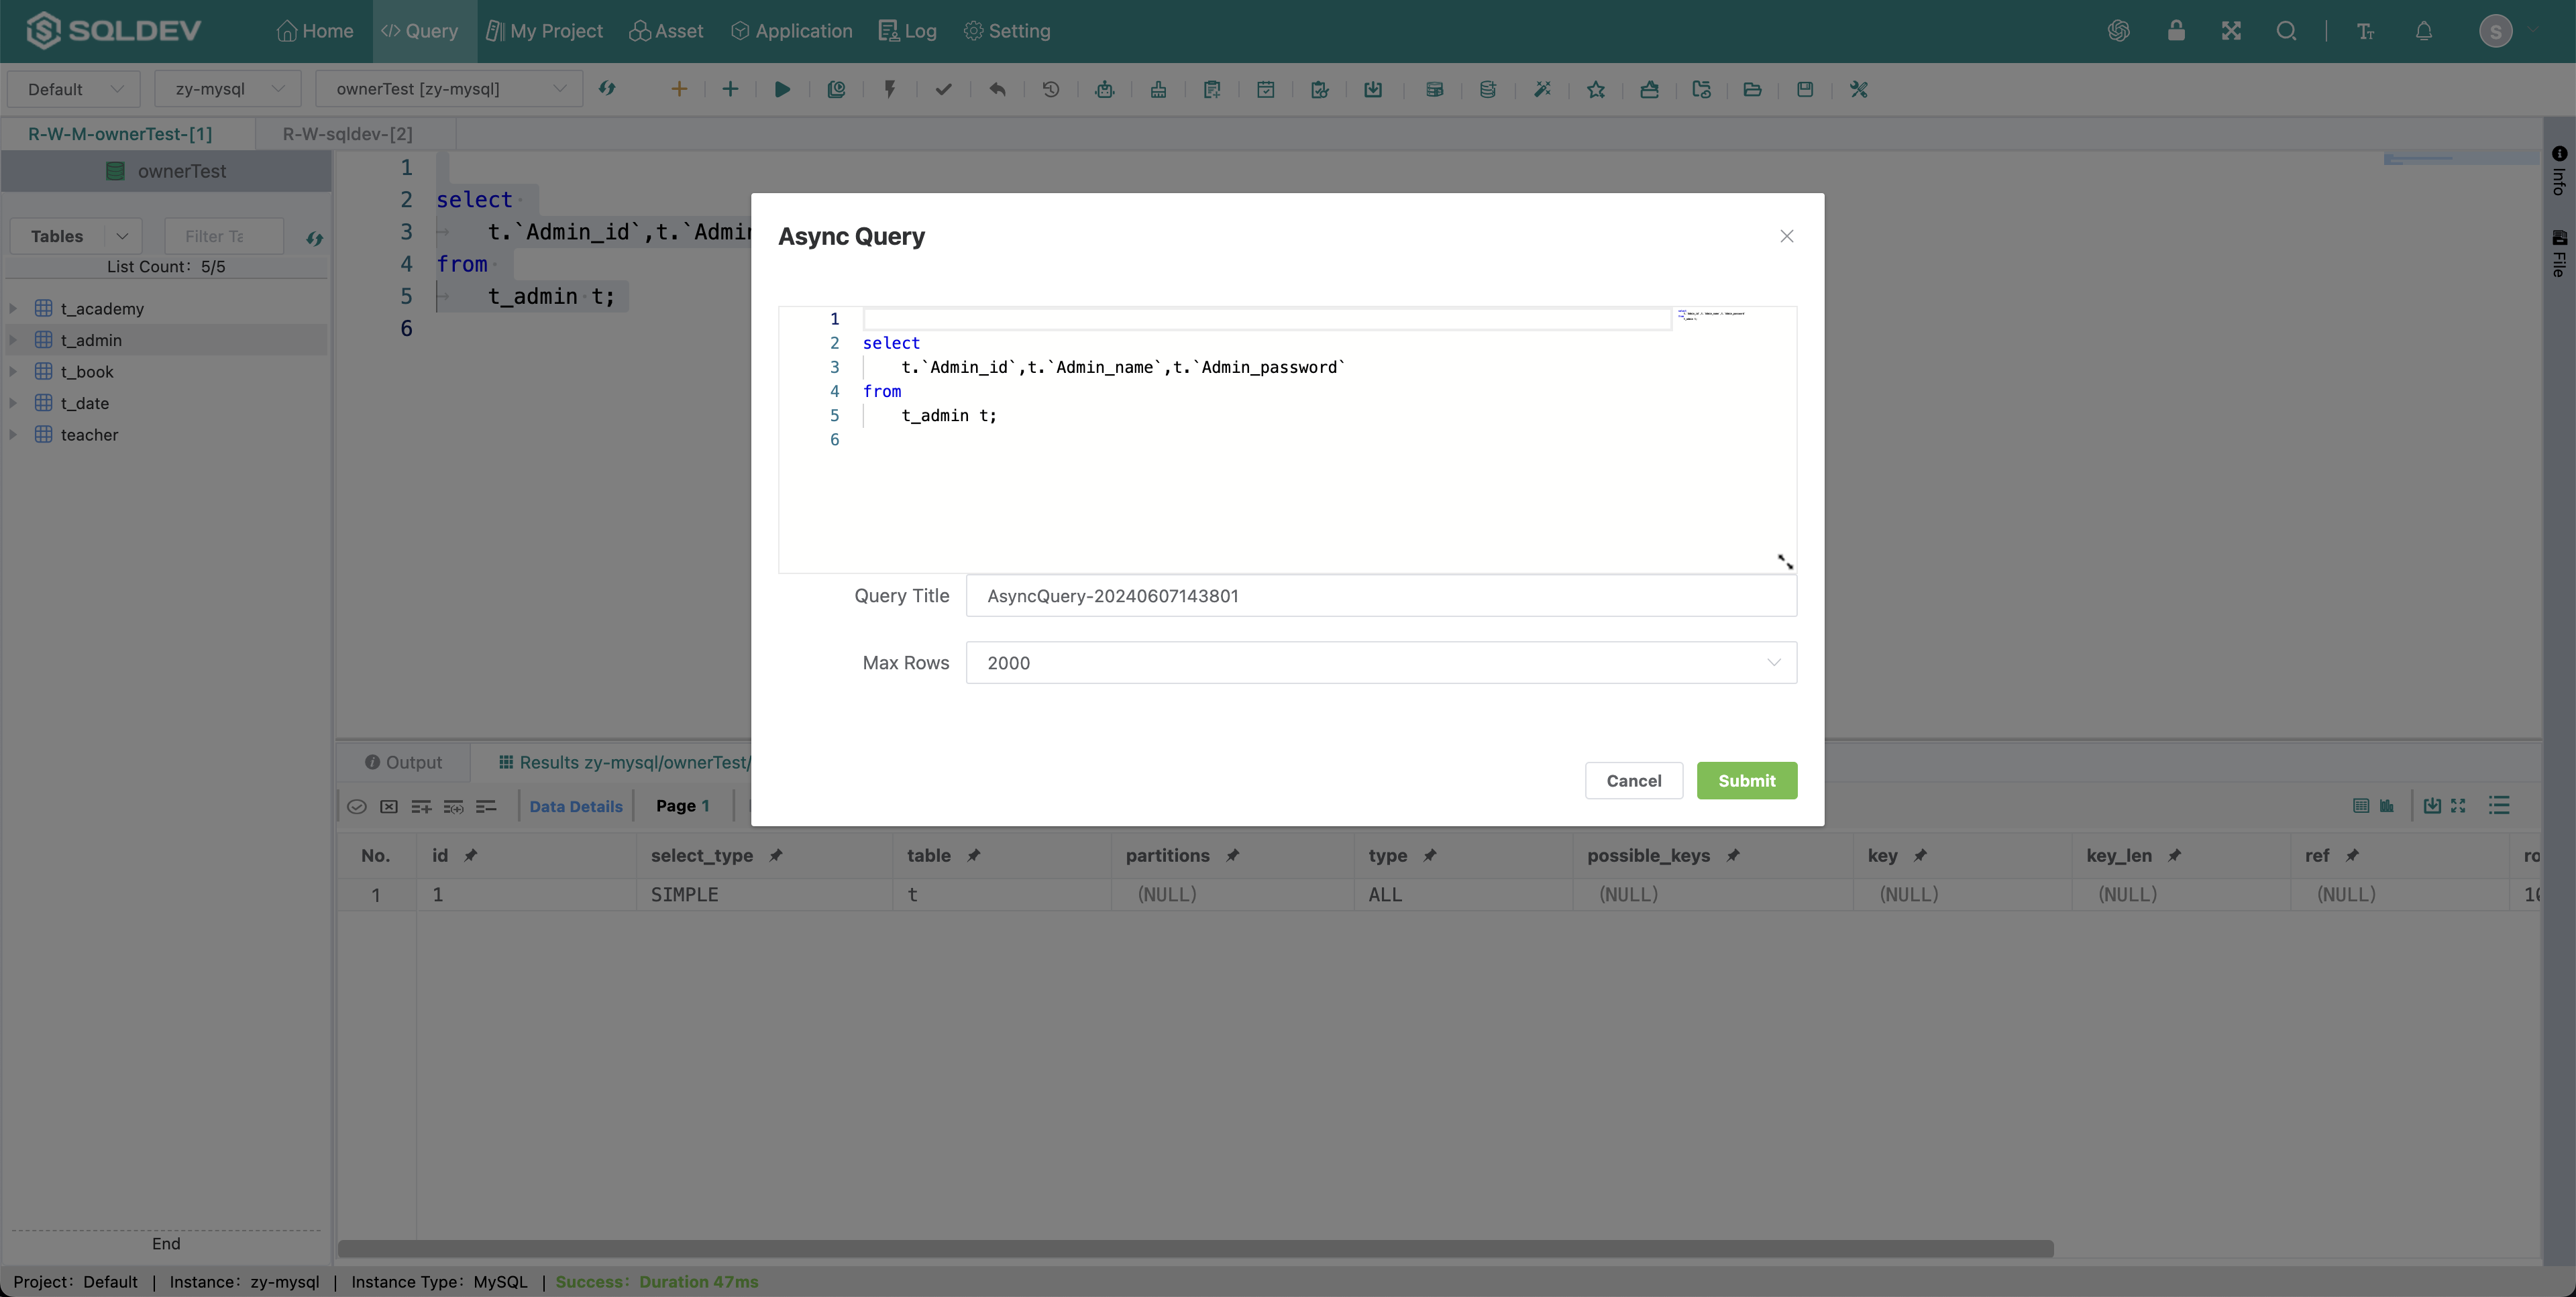 SQLDEV
Home
Query
My Project
Asset
Application
Log
Setting
S
Default
zy-mysql
ownerTest [zy-mysql]
R-W-M-ownerTest-[1]
R-W-sqldev-[2]
ownerTest
Tables
Filter Ta
List Count: 5/5
t_academy
t_admin
t_book
t_date
teacher
End
1
2 select
3 t.`Admin_id`,t.`Admin
4 from
5 t_admin t;
6
Info
File
Async Query
1
2 select
3 t.`Admin_id`,t.`Admin_name`,t.`Admin_password`
4 from
5 t_admin t;
6
Query Title AsyncQuery-20240607143801
Max Rows 2000
Cancel Submit
Output
Results zy-mysql/ownerTest/
Data Details
Page 1
No. id select_type table partitions type possible_keys key key_len ref ro
1 1 SIMPLE t (NULL) ALL (NULL) (NULL) (NULL) (NULL) 10
Project: Default | Instance: zy-mysql | Instance Type: MySQL | Success: Duration 47ms